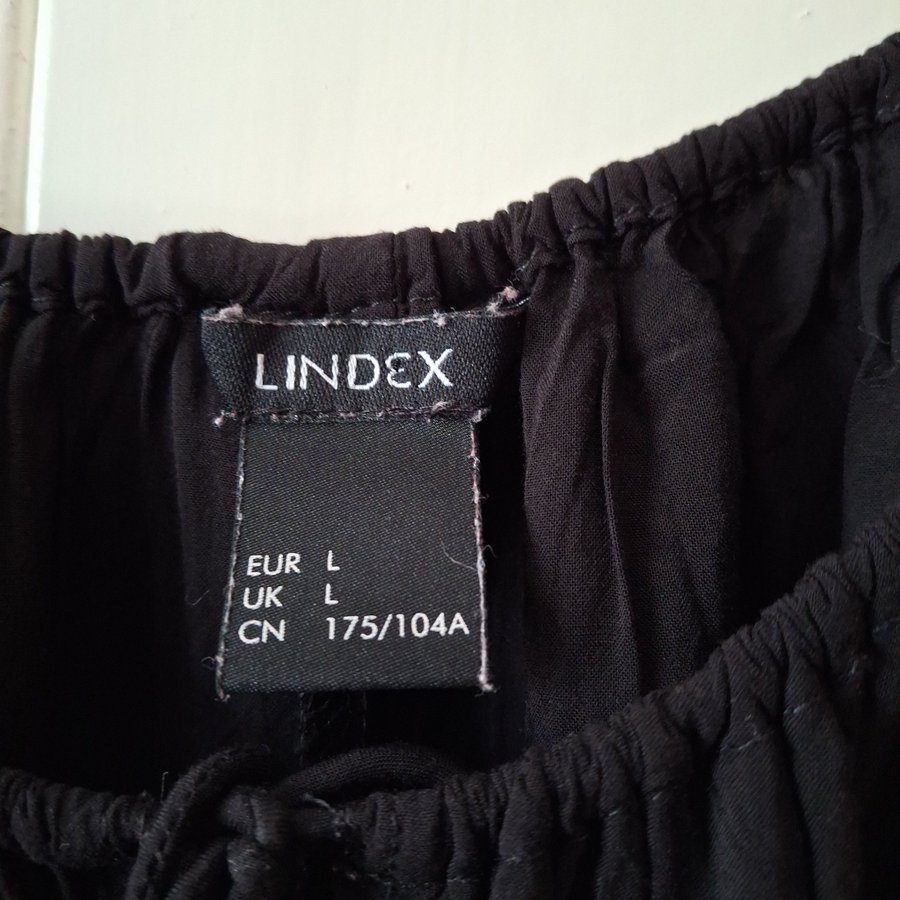 LINDEX
EUR L
UK L
CN 175/104A